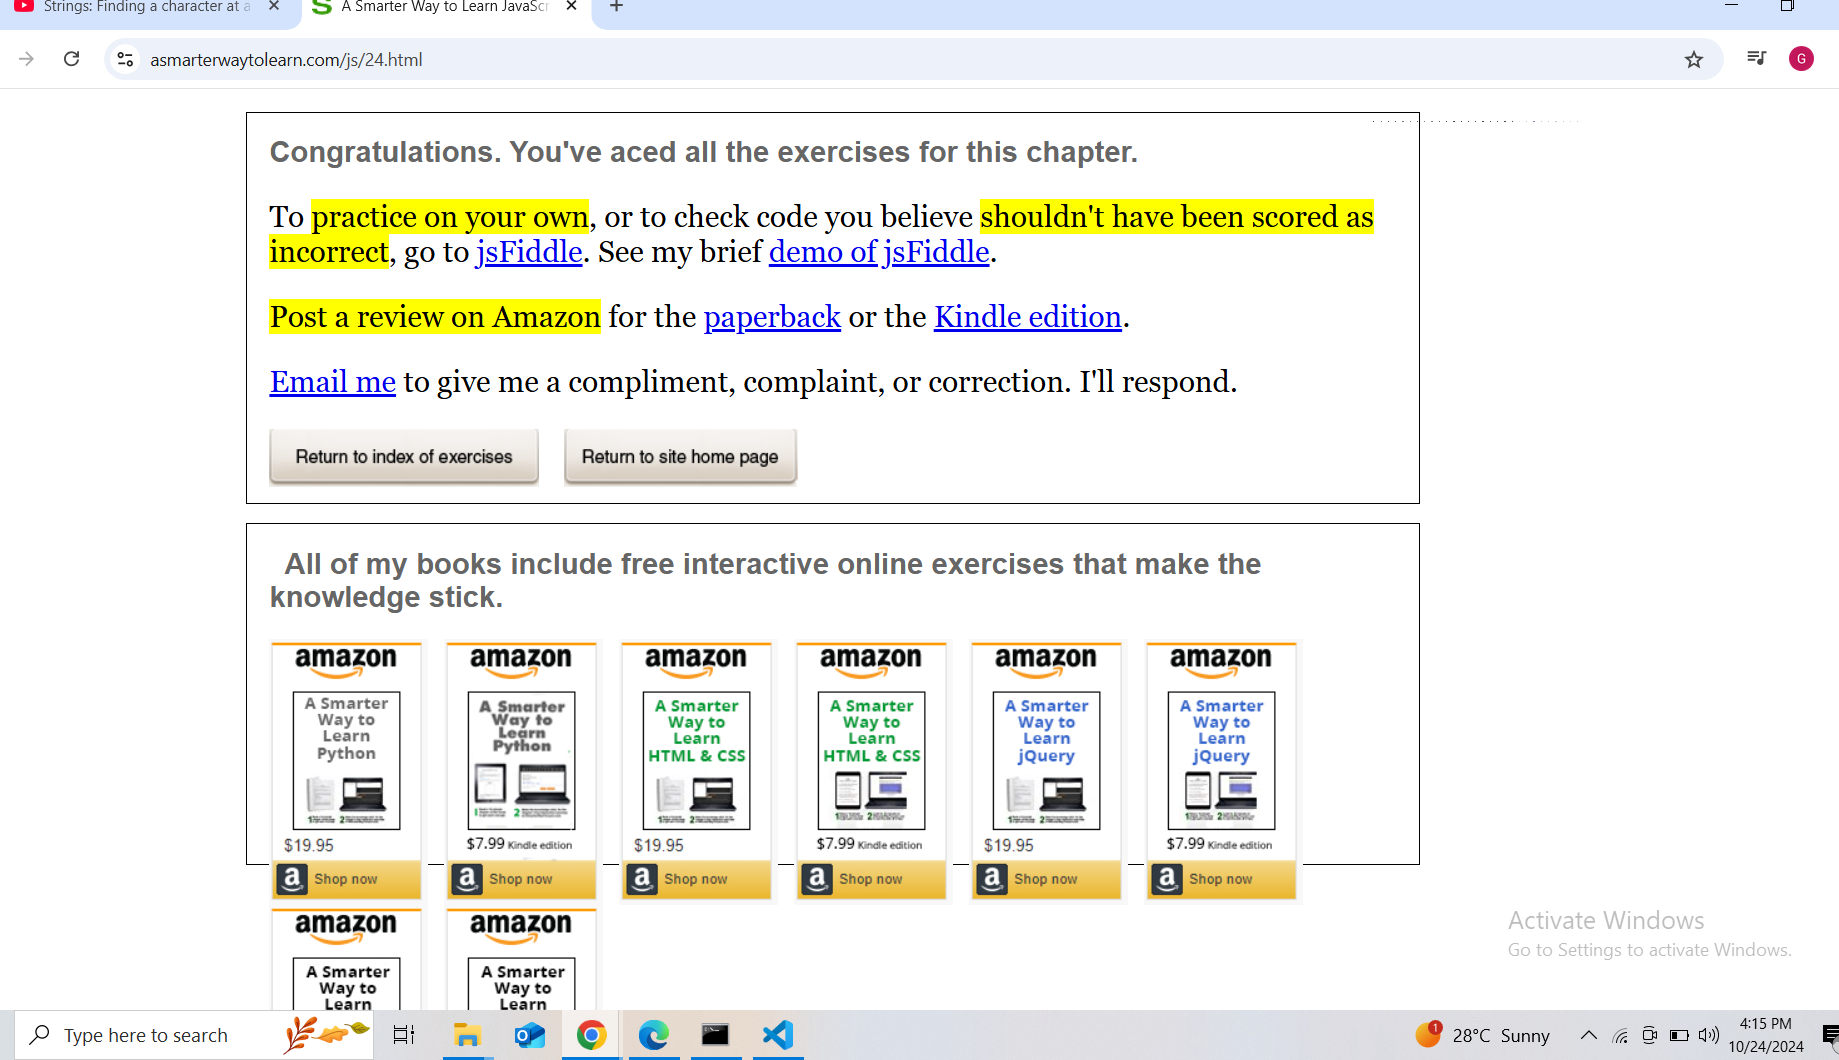 Strings: Finding a character at a
A Smarter Way to Learn JavaScr
asmarterwaytolearn.com/js/24.html
G
Congratulations. You've aced all the exercises for this chapter.
To practice on your own, or to check code you believe shouldn't have been scored as
incorrect, go to jsFiddle. See my brief demo of jsFiddle.
Post a review on Amazon for the paperback or the Kindle edition.
Email me to give me a compliment, complaint, or correction. I'll respond.
Return to index of exercises Return to site home page
All of my books include free interactive online exercises that make the
knowledge stick.
amazon amazon amazon amazon amazon amazon
A Smarter A Smarter A Smarter A Smarter A Smarter A Smarter
Way to Way to Way to Way to Way to Way to
Learn Learn Learn Learn Learn Learn
Python Python HTML & CSS HTML & CSS jQuery jQuery
$19.95 $7.99 Kindle edition $19.95 $7.99 Kindle edition $19.95 $7.99 Kindle edition
a Shop now a Shop now a Shop now a Shop now a Shop now a Shop now
amazon amazon
A Smarter A Smarter
Way to Way to
Learn Learn
Activate Windows
Go to Settings to activate Windows.
Type here to search
1
28°C Sunny
4:15 PM
10/24/2024